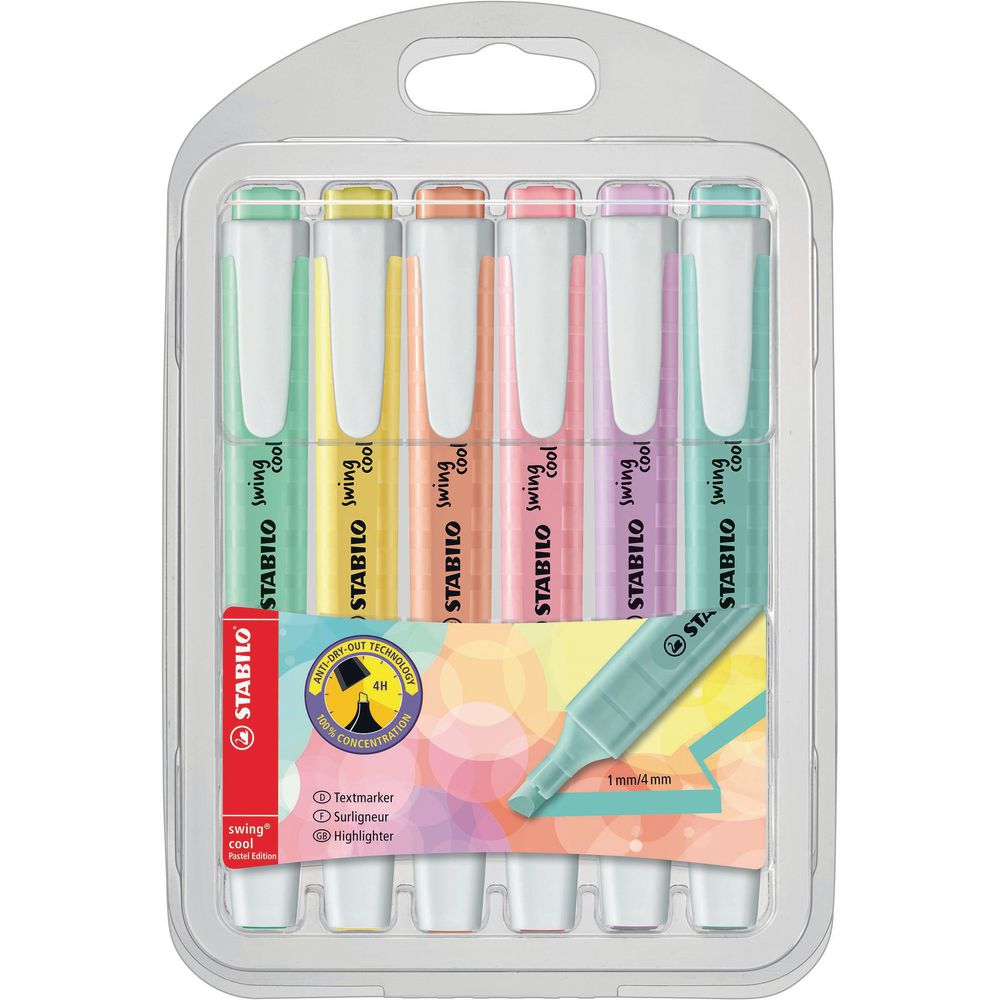 swing
cool
STABILO
swing
cool
STABILO
swing
cool
STABILO
swing
cool
STABILO
swing
cool
STABILO
swing
cool
STABILO
STABILO
STABILO
ANTI-DRY-OUT TECHNOLOGY
4H
100% CONCENTRATION
1 mm/4 mm
D Textmarker
F Surligneur
GB Highlighter
swing®
cool
Pastel Edition